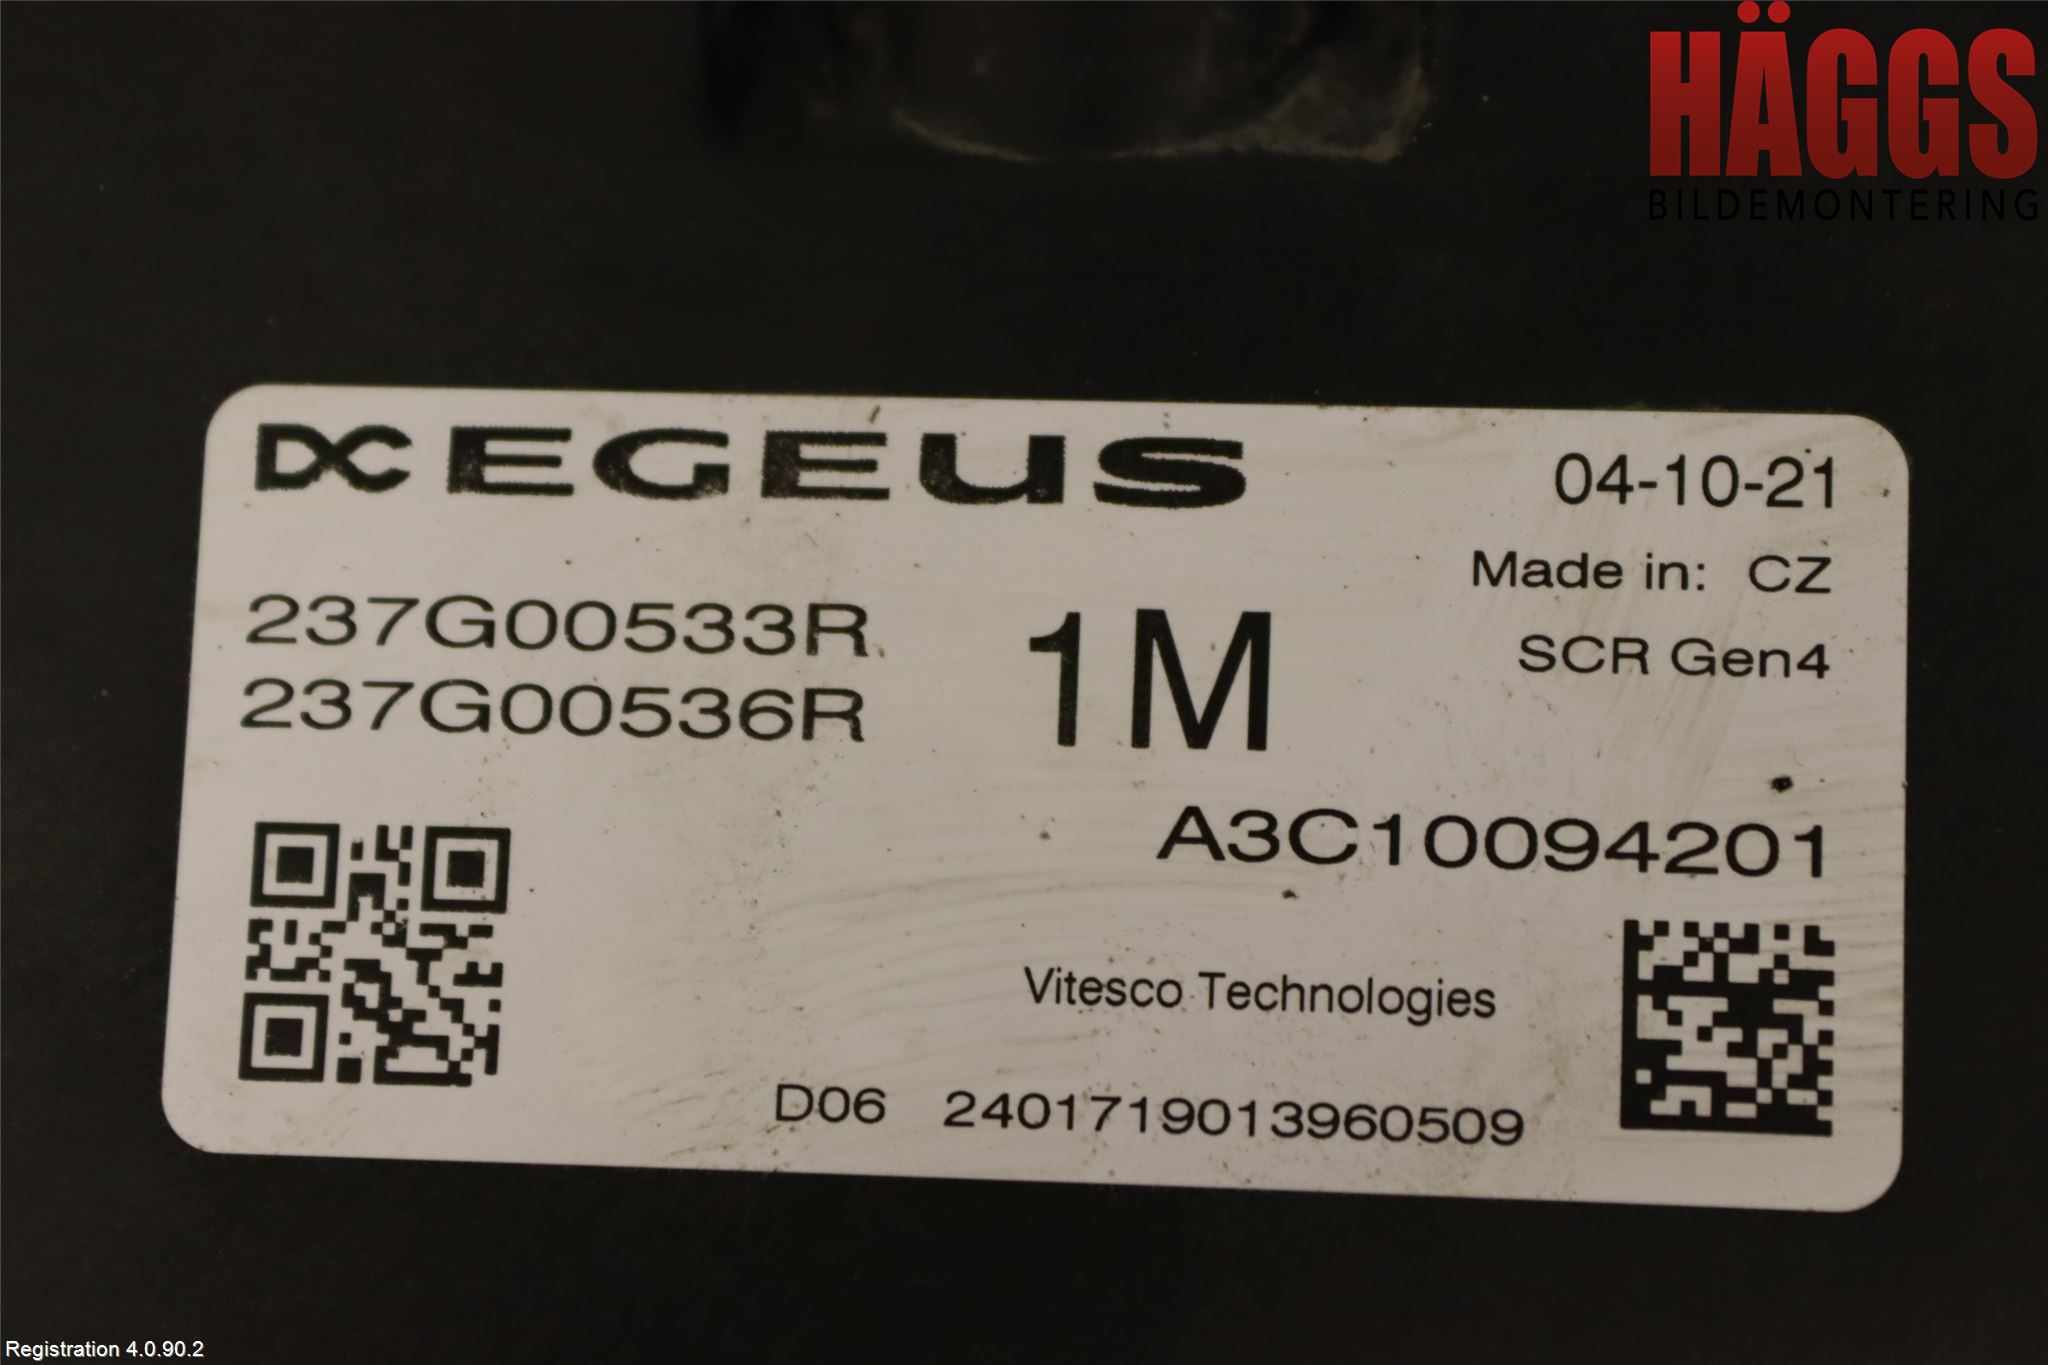 HÄGGS
BILDEMONTERING
EGEUS
04-10-21
Made in: CZ
237G00533R
237G00536R
1M
SCR Gen4
A3C10094201
Vitesco Technologies
D06 2401719013960509
Registration 4.0.90.2